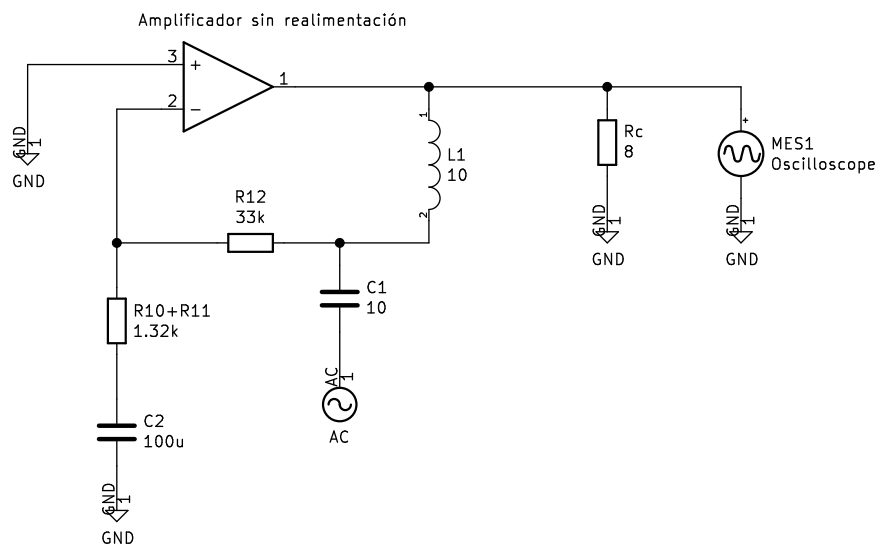 Amplificador sin realimentación
3
+
1
2
−
GND
1
GND
1
L1
10
2
Rc
8
+
MES1
Oscilloscope
R12
33k
GND
1
GND
GND
1
GND
R10+R11
1.32k
C1
10
AC
1
AC
C2
100u
GND
1
GND